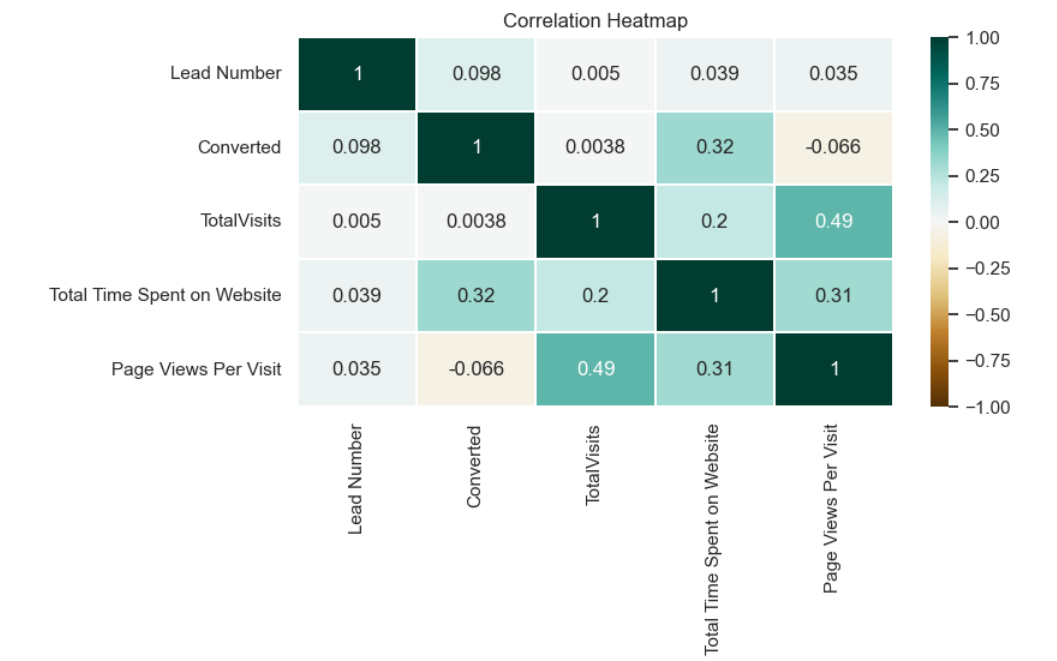 Correlation Heatmap
Lead Number 1 0.098 0.005 0.039 0.035
Converted 0.098 1 0.0038 0.32 -0.066
TotalVisits 0.005 0.0038 1 0.2 0.49
Total Time Spent on Website 0.039 0.32 0.2 1 0.31
Page Views Per Visit 0.035 -0.066 0.49 0.31 1
Lead Number
Converted
TotalVisits
Total Time Spent on Website
Page Views Per Visit
1.00
0.75
0.50
0.25
0.00
−0.25
−0.50
−0.75
−1.00